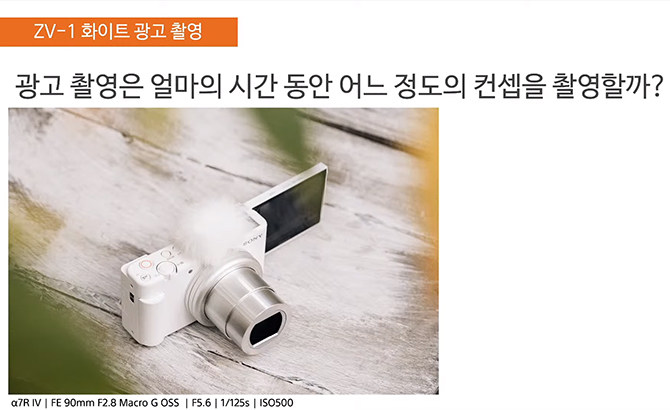 ZV-1 화이트 광고 촬영
광고 촬영은 얼마의 시간 동안 어느 정도의 컨셉을 촬영할까?
SONY
α7R IV | FE 90mm F2.8 Macro G OSS | F5.6 | 1/125s | ISO500